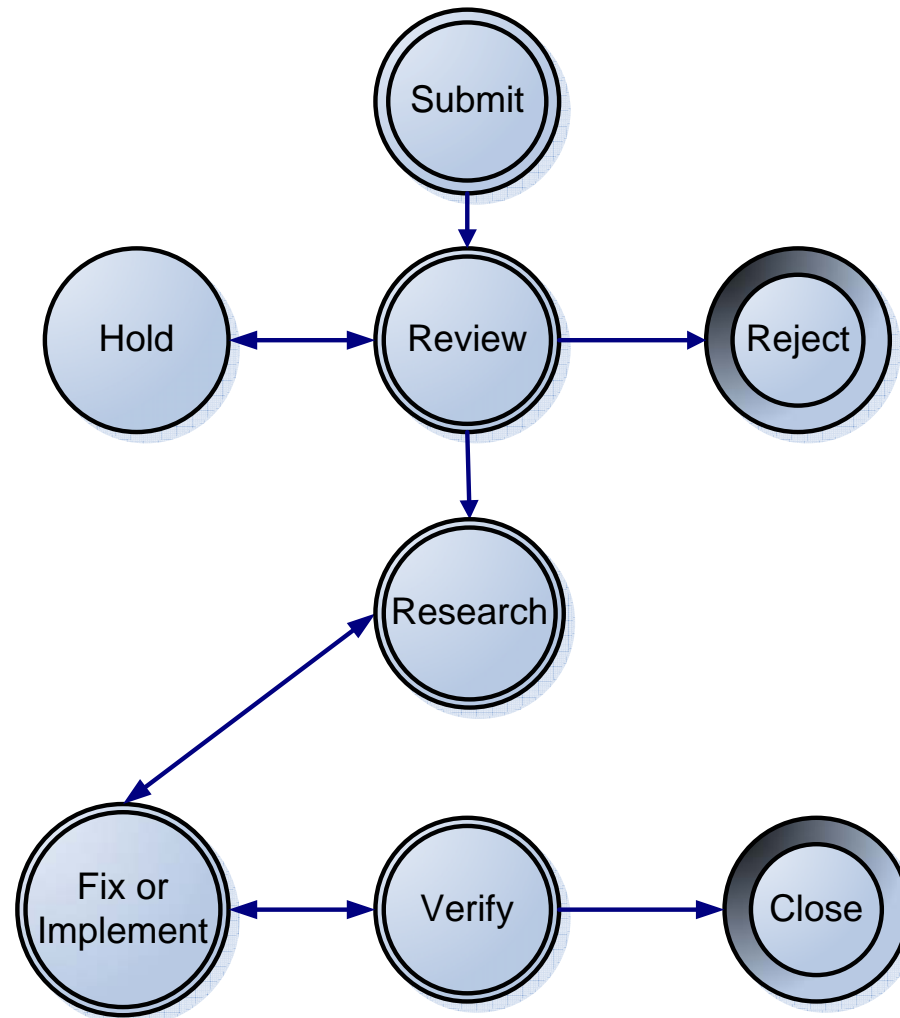 Submit
Hold
Review
Reject
Research
Fix or
Implement
Verify
Close